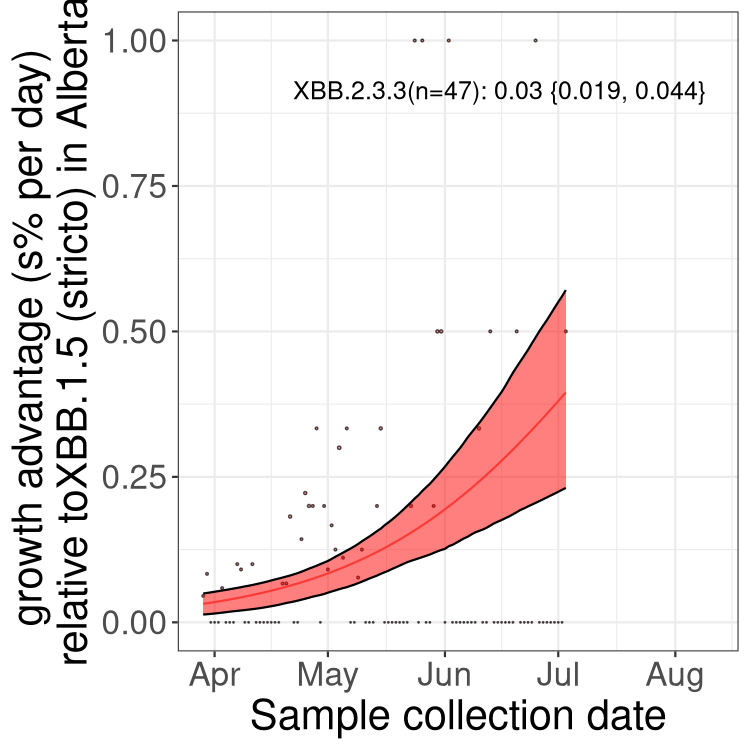 growth advantage (s% per day)
relative toXBB.1.5 (stricto) in Alberta
1.00
XBB.2.3.3(n=47): 0.03 {0.019, 0.044}
0.75
0.50
0.25
0.00
Apr May Jun Jul Aug
Sample collection date